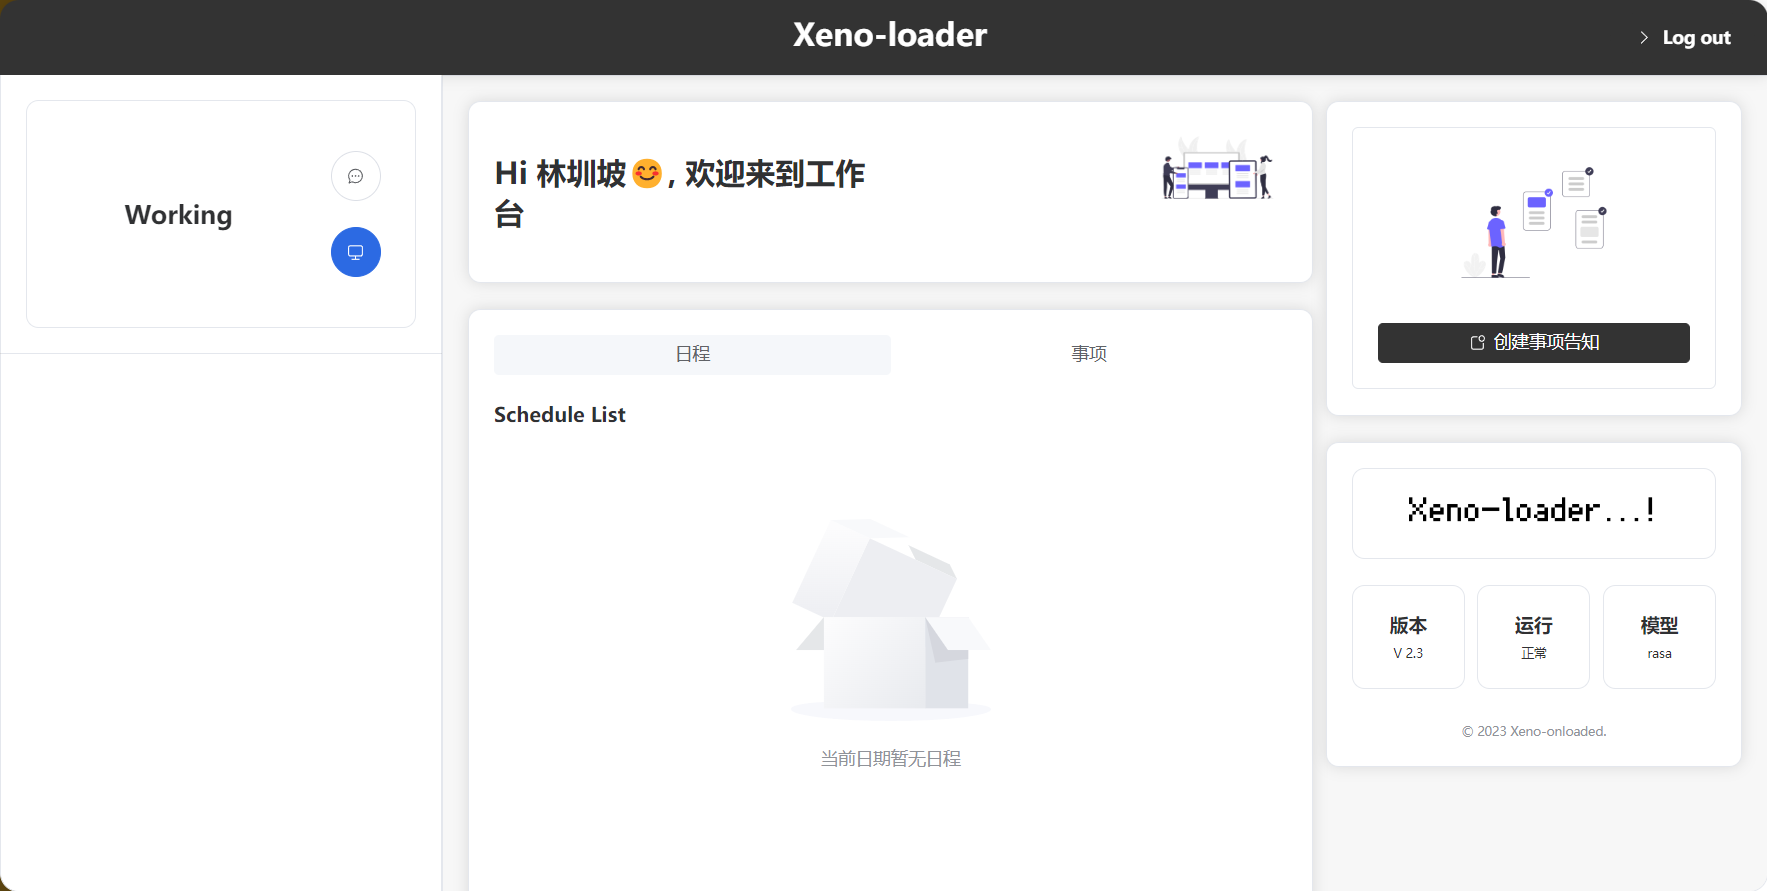 Xeno-loader
Log out
Working
Hi 林圳坡😊, 欢迎来到工作
台
日程
事项
Schedule List
当前日期暂无日程
创建事项告知
Xeno-loader...!
版本
V 2.3
运行
正常
模型
rasa
© 2023 Xeno-onloaded.